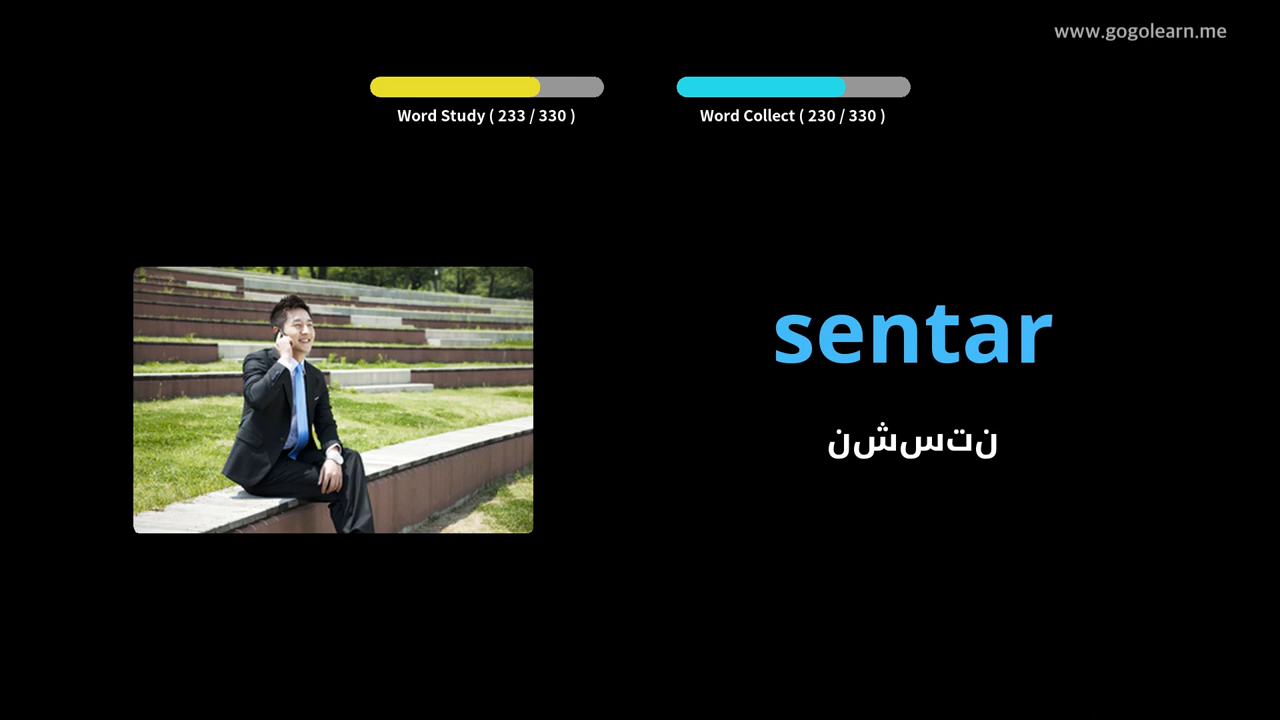 www.gogolearn.me
Word Study ( 233 / 330 )
Word Collect ( 230 / 330 )
sentar
نشستن